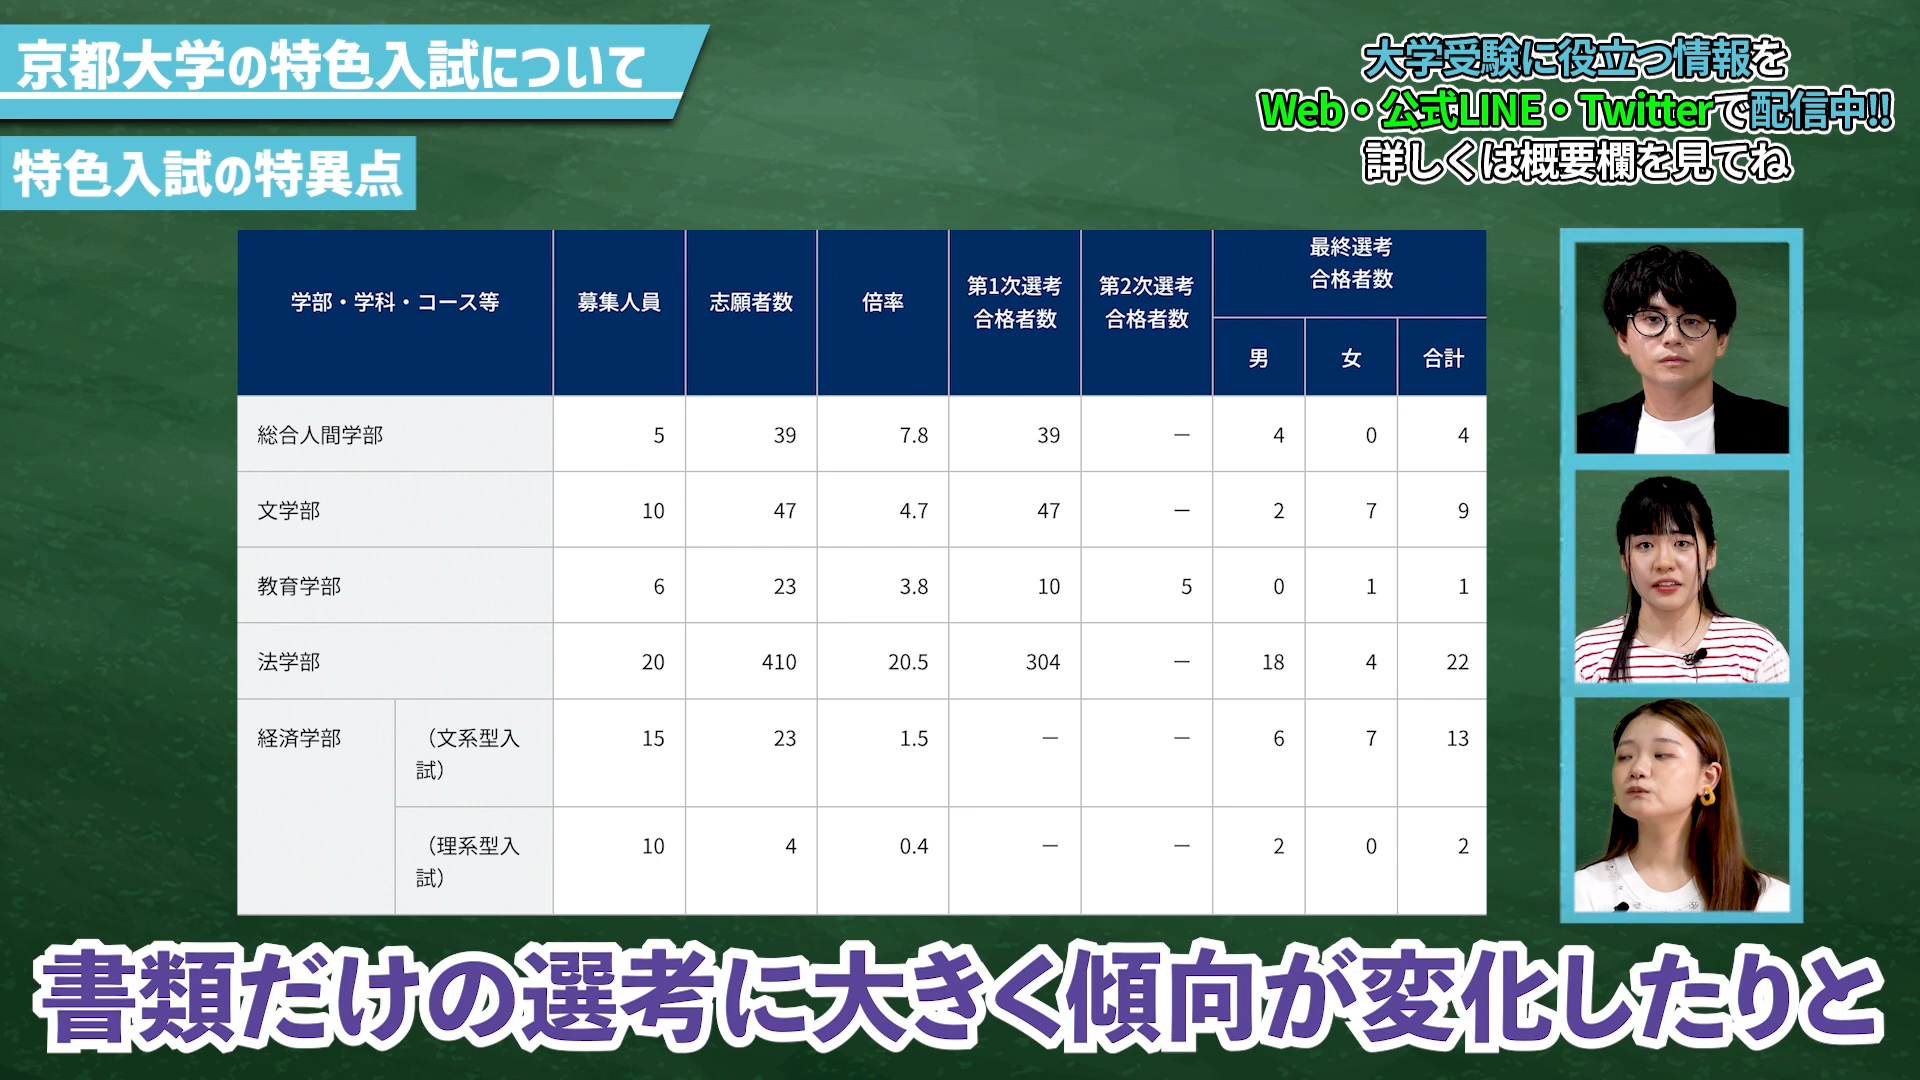 京都大学の特色入試について
特色入試の特異点
大学受験に役立つ情報を
Web・公式LINE・Twitterで配信中!!
詳しくは概要欄を見てね
学部・学科・コース等 募集人員 志願者数 倍率 第1次選考 合格者数 第2次選考 合格者数 最終選考 合格者数
男 女 合計
総合人間学部 5 39 7.8 39 － 4 0 4
文学部 10 47 4.7 47 － 2 7 9
教育学部 6 23 3.8 10 5 0 1 1
法学部 20 410 20.5 304 － 18 4 22
経済学部 （文系型入試） 15 23 1.5 － － 6 7 13
（理系型入試） 10 4 0.4 － － 2 0 2
書類だけの選考に大きく傾向が変化したりと